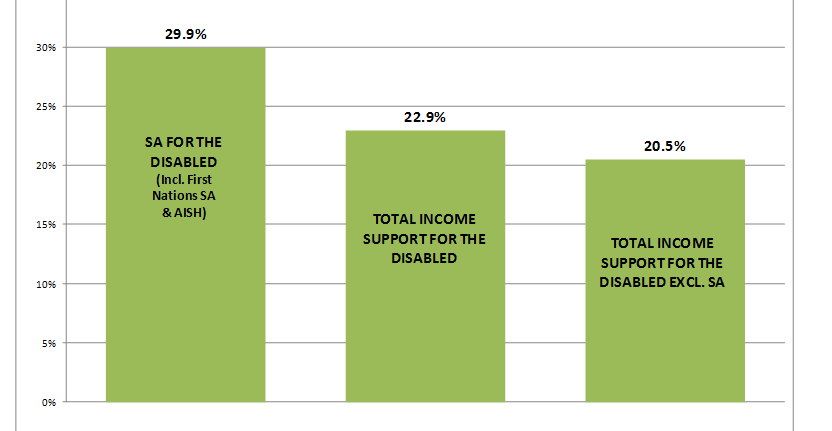 29.9%
30%
25%
22.9%
20.5%
20%
15%
10%
5%
0%
SA FOR THE
DISABLED
(Incl. First
Nations SA
& AISH)
TOTAL INCOME
SUPPORT FOR THE
DISABLED
TOTAL INCOME
SUPPORT FOR THE
DISABLED EXCL. SA